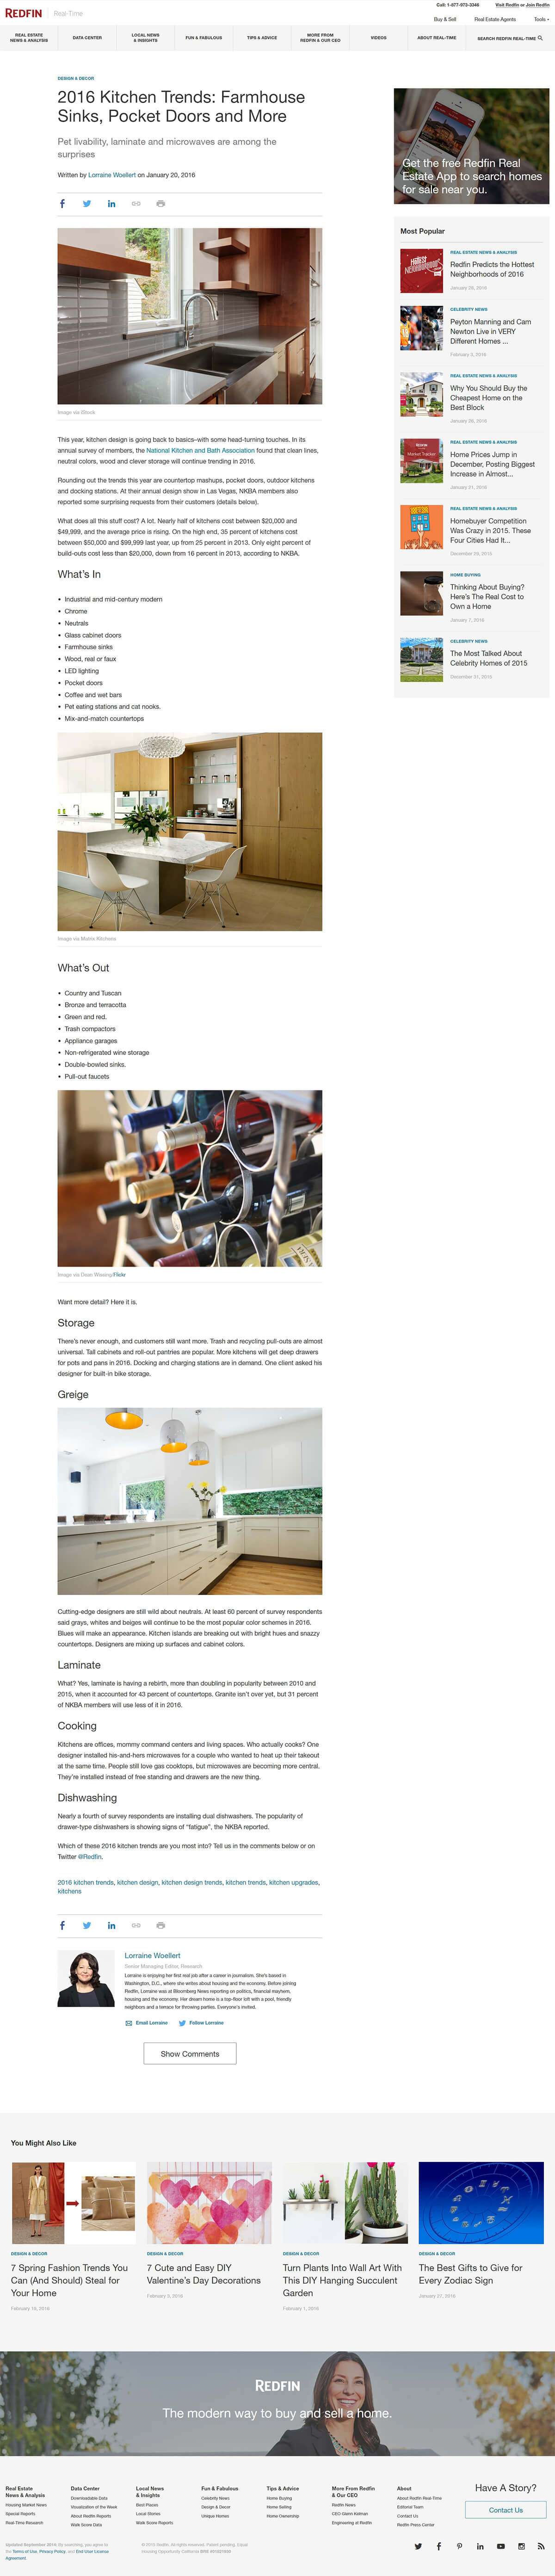 Call: 1-877-973-3346 Visit Redfin or Join Redfin
REDFIN Real-Time
Buy & Sell Real Estate Agents Tools
REAL ESTATE
NEWS & ANALYSIS
DATA CENTER
LOCAL NEWS
& INSIGHTS
FUN & FABULOUS
TIPS & ADVICE
MORE FROM
REDFIN & OUR CEO
VIDEOS
ABOUT REAL-TIME
SEARCH REDFIN REAL-TIME
DESIGN & DECOR
2016 Kitchen Trends: Farmhouse
Sinks, Pocket Doors and More
Pet livability, laminate and microwaves are among the
surprises
Written by Lorraine Woellert on January 20, 2016
Image via iStock
This year, kitchen design is going back to basics–with some head-turning touches. In its
annual survey of members, the National Kitchen and Bath Association found that clean lines,
neutral colors, wood and clever storage will continue trending in 2016.
Rounding out the trends this year are countertop mashups, pocket doors, outdoor kitchens
and docking stations. At their annual design show in Las Vegas, NKBA members also
reported some surprising requests from their customers (details below).
What does all this stuff cost? A lot. Nearly half of kitchens cost between $20,000 and
$49,999, and the average price is rising. On the high end, 35 percent of kitchens cost
between $50,000 and $99,999 last year, up from 25 percent in 2013. Only eight percent of
build-outs cost less than $20,000, down from 16 percent in 2013, according to NKBA.
What's In
• Industrial and mid-century modern
• Chrome
• Neutrals
• Glass cabinet doors
• Farmhouse sinks
• Wood, real or faux
• LED lighting
• Pocket doors
• Coffee and wet bars
• Pet eating stations and cat nooks.
• Mix-and-match countertops
Image via Matrix Kitchens
What's Out
• Country and Tuscan
• Bronze and terracotta
• Green and red.
• Trash compactors
• Appliance garages
• Non-refrigerated wine storage
• Double-bowled sinks.
• Pull-out faucets
Image via Dean Wissing/Flickr
Want more detail? Here it is.
Storage
There's never enough, and customers still want more. Trash and recycling pull-outs are almost
universal. Tall cabinets and roll-out pantries are popular. More kitchens will get deep drawers
for pots and pans in 2016. Docking and charging stations are in demand. One client asked his
designer for built-in bike storage.
Greige
Cutting-edge designers are still wild about neutrals. At least 60 percent of survey respondents
said grays, whites and beiges will continue to be the most popular color schemes in 2016.
Blues will make an appearance. Kitchen islands are breaking out with bright hues and snazzy
countertops. Designers are mixing up surfaces and cabinet colors.
Laminate
What? Yes, laminate is having a rebirth, more than doubling in popularity between 2010 and
2015, when it accounted for 43 percent of countertops. Granite isn't over yet, but 31 percent
of NKBA members will use less of it in 2016.
Cooking
Kitchens are offices, mommy command centers and living spaces. Who actually cooks? One
designer installed his-and-hers microwaves for a couple who wanted to heat up their takeout
at the same time. People still love gas cooktops, but microwaves are becoming more central.
They're installed instead of free standing and drawers are the new thing.
Dishwashing
Nearly a fourth of survey respondents are installing dual dishwashers. The popularity of
drawer-type dishwashers is showing signs of "fatigue", the NKBA reported.
Which of these 2016 kitchen trends are you most into? Tell us in the comments below or on
Twitter @Redfin.
2016 kitchen trends, kitchen design, kitchen design trends, kitchen trends, kitchen upgrades,
kitchens
Lorraine Woellert
Senior Managing Editor, Research
Lorraine is enjoying her first real job after a career in journalism. She's based in
Washington, D.C., where she writes about housing and the economy. Before joining
Redfin, Lorraine was at Bloomberg News reporting on politics, financial mayhem,
housing and the economy. Her dream home is a top-floor loft with a pool, friendly
neighbors and a terrace for throwing parties. Everyone's invited.
Email Lorraine Follow Lorraine
Show Comments
Get the free Redfin Real
Estate App to search homes
for sale near you.
Most Popular
REAL ESTATE NEWS & ANALYSIS
Redfin Predicts the Hottest
Neighborhoods of 2016
January 28, 2016
CELEBRITY NEWS
Peyton Manning and Cam
Newton Live in VERY
Different Homes ...
February 3, 2016
REAL ESTATE NEWS & ANALYSIS
Why You Should Buy the
Cheapest Home on the
Best Block
January 26, 2016
REAL ESTATE NEWS & ANALYSIS
Market Tracker
Home Prices Jump in
December, Posting Biggest
Increase in Almost...
January 21, 2016
REAL ESTATE NEWS & ANALYSIS
Homebuyer Competition
Was Crazy in 2015. These
Four Cities Had It...
December 29, 2015
HOME BUYING
Thinking About Buying?
Here's The Real Cost to
Own a Home
January 7, 2016
CELEBRITY NEWS
The Most Talked About
Celebrity Homes of 2015
December 31, 2015
You Might Also Like
DESIGN & DECOR
7 Spring Fashion Trends You
Can (And Should) Steal for
Your Home
February 18, 2016
DESIGN & DECOR
7 Cute and Easy DIY
Valentine's Day Decorations
February 2, 2016
DESIGN & DECOR
Turn Plants Into Wall Art With
This DIY Hanging Succulent
Garden
February 1, 2016
DESIGN & DECOR
The Best Gifts to Give for
Every Zodiac Sign
January 27, 2016
REDFIN
The modern way to buy and sell a home.
Real Estate
News & Analysis
Housing Market News
Special Reports
Real-Time Research
Data Center
Downloadable Data
Visualization of the Week
About Redfin Reports
Walk Score Data
Local News
& Insights
Best Places
Local Stories
Walk Score Reports
Fun & Fabulous
Celebrity News
Design & Decor
Unique Homes
Tips & Advice
Home Buying
Home Selling
Home Ownership
More From Redfin
& Our CEO
Redfin News
CEO Glenn Kelman
Engineering at Redfin
About
About Redfin Real-Time
Editorial Team
Contact Us
Redfin Press Center
Have A Story?
Contact Us
Updated September 2014: By searching, you agree to
the Terms of Use, Privacy Policy, and End User License
Agreement.
© 2015 Redfin. All rights reserved. Patent pending. Equal